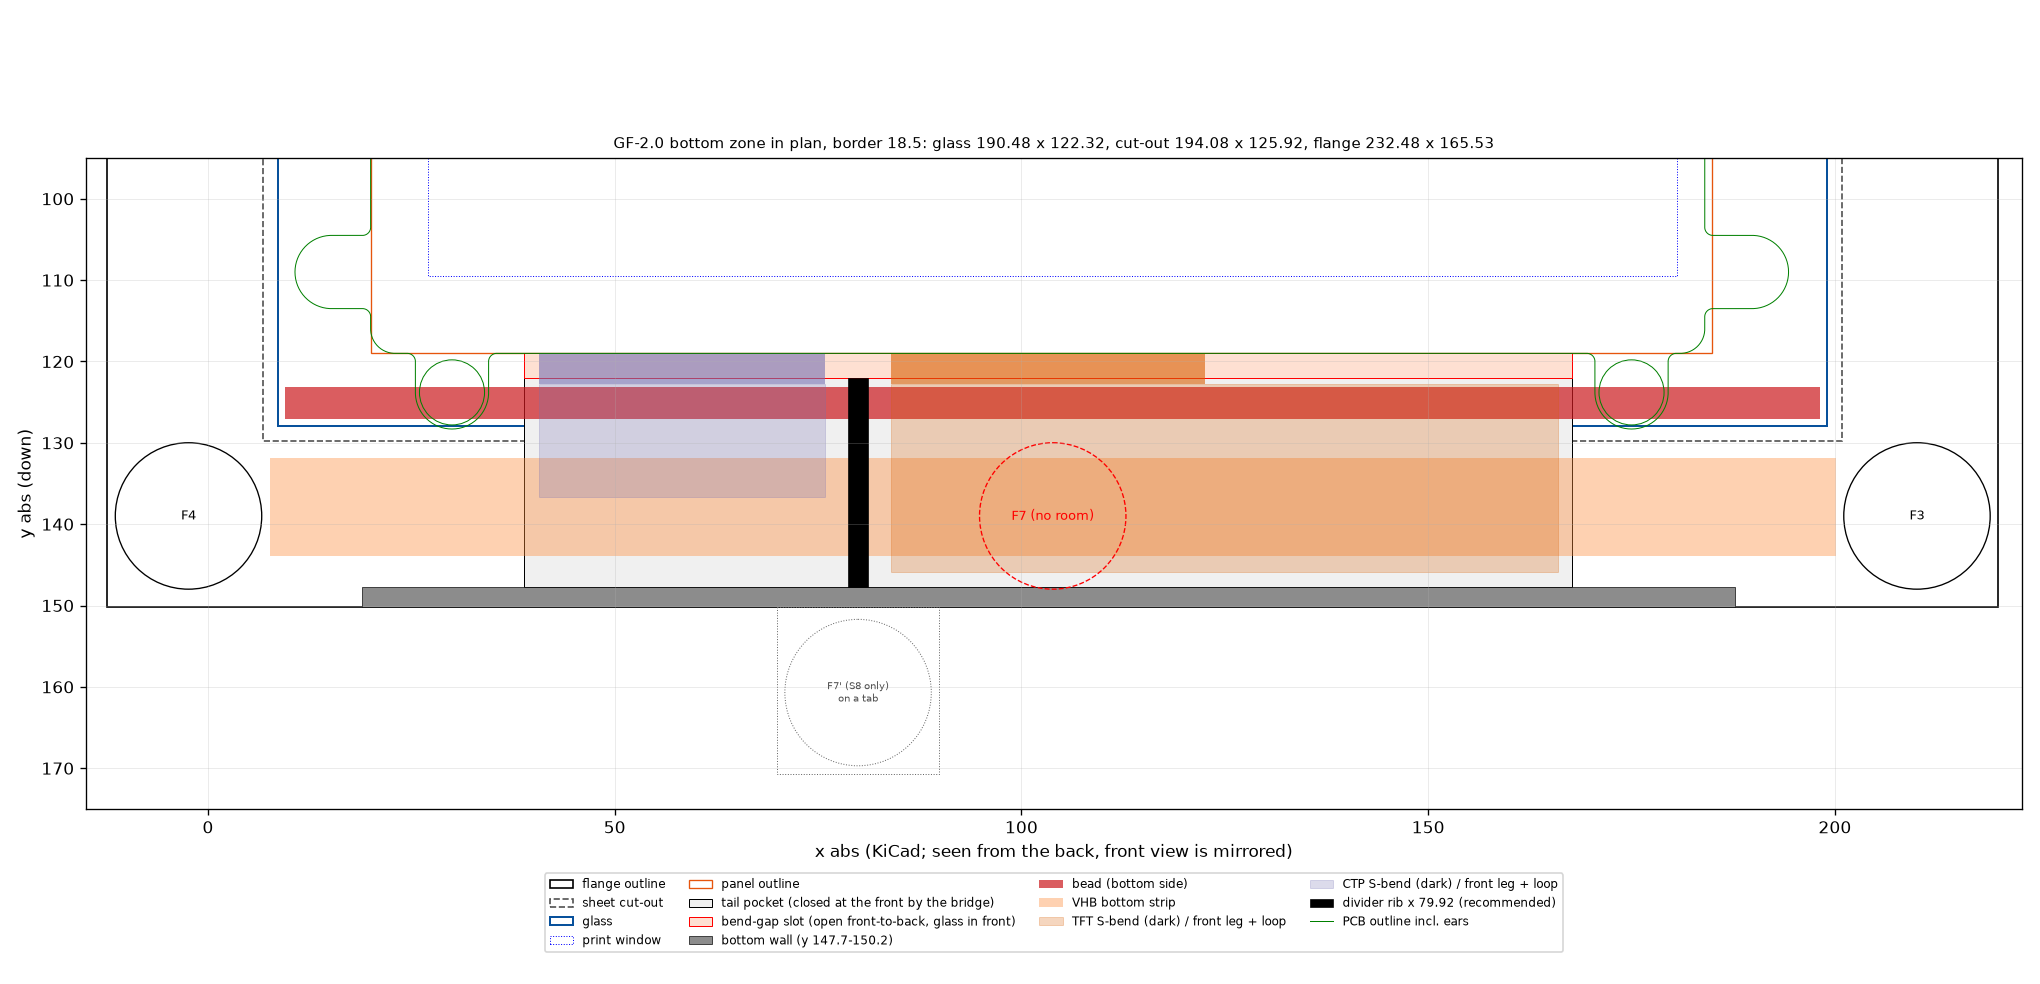 GF-2.0 bottom zone in plan, border 18.5: glass 190.48 x 122.32, cut-out 194.08 x 125.92, flange 232.48 x 165.53
100
110
120
130
140
150
160
170
y abs (down)
F4
F7 (no room)
F3
F7' (S8 only)
on a tab
0
50
100
150
200
x abs (KiCad; seen from the back, front view is mirrored)
flange outline
sheet cut-out
glass
print window
panel outline
tail pocket (closed at the front by the bridge)
bend-gap slot (open front-to-back, glass in front)
bottom wall (y 147.7-150.2)
bead (bottom side)
VHB bottom strip
TFT S-bend (dark) / front leg + loop
CTP S-bend (dark) / front leg + loop
divider rib x 79.92 (recommended)
PCB outline incl. ears